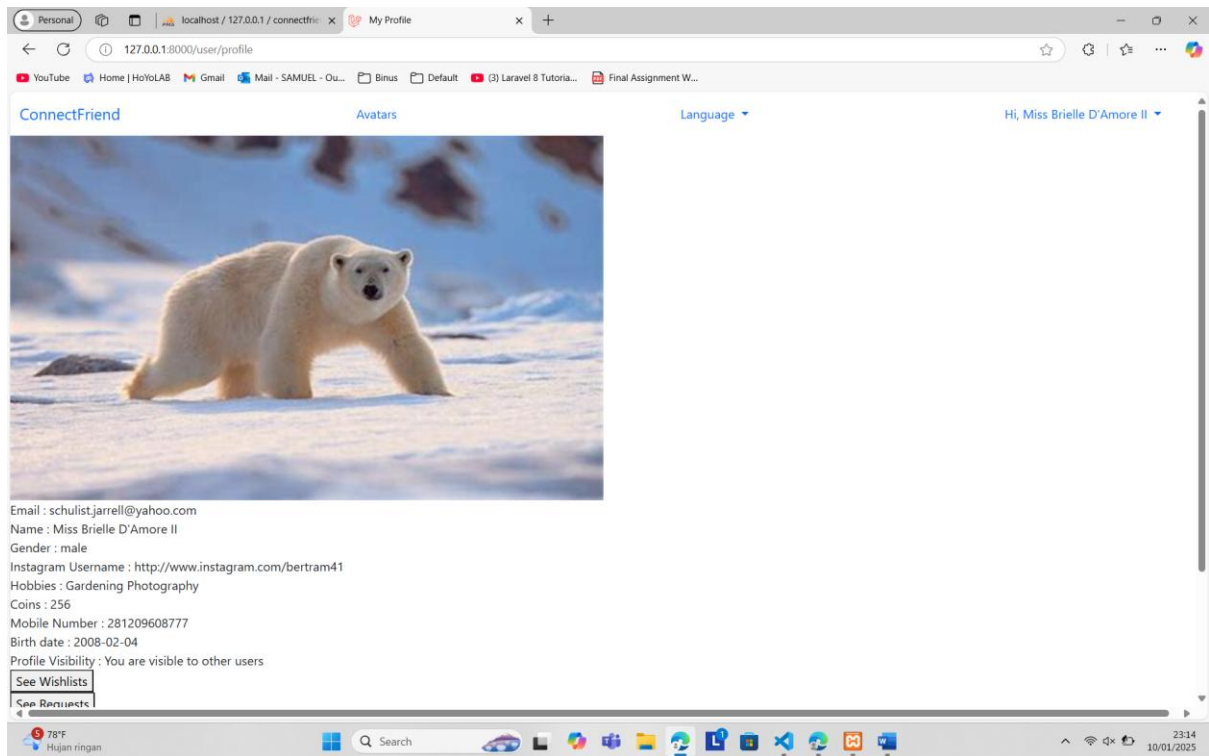 Personal
localhost / 127.0.0.1 / connectfrie
My Profile
127.0.0.1:8000/user/profile
YouTube Home | HoYoLAB Gmail Mail - SAMUEL - Ou... Binus Default (3) Laravel 8 Tutoria... Final Assignment W...
ConnectFriend Avatars Language Hi, Miss Brielle D'Amore II
Email : schulist.jarrell@yahoo.com
Name : Miss Brielle D'Amore II
Gender : male
Instagram Username : http://www.instagram.com/bertram41
Hobbies : Gardening Photography
Coins : 256
Mobile Number : 281209608777
Birth date : 2008-02-04
Profile Visibility : You are visible to other users
See Wishlists
See Requests
5 78°F
Hujan ringan
Search
23:14
10/01/2025